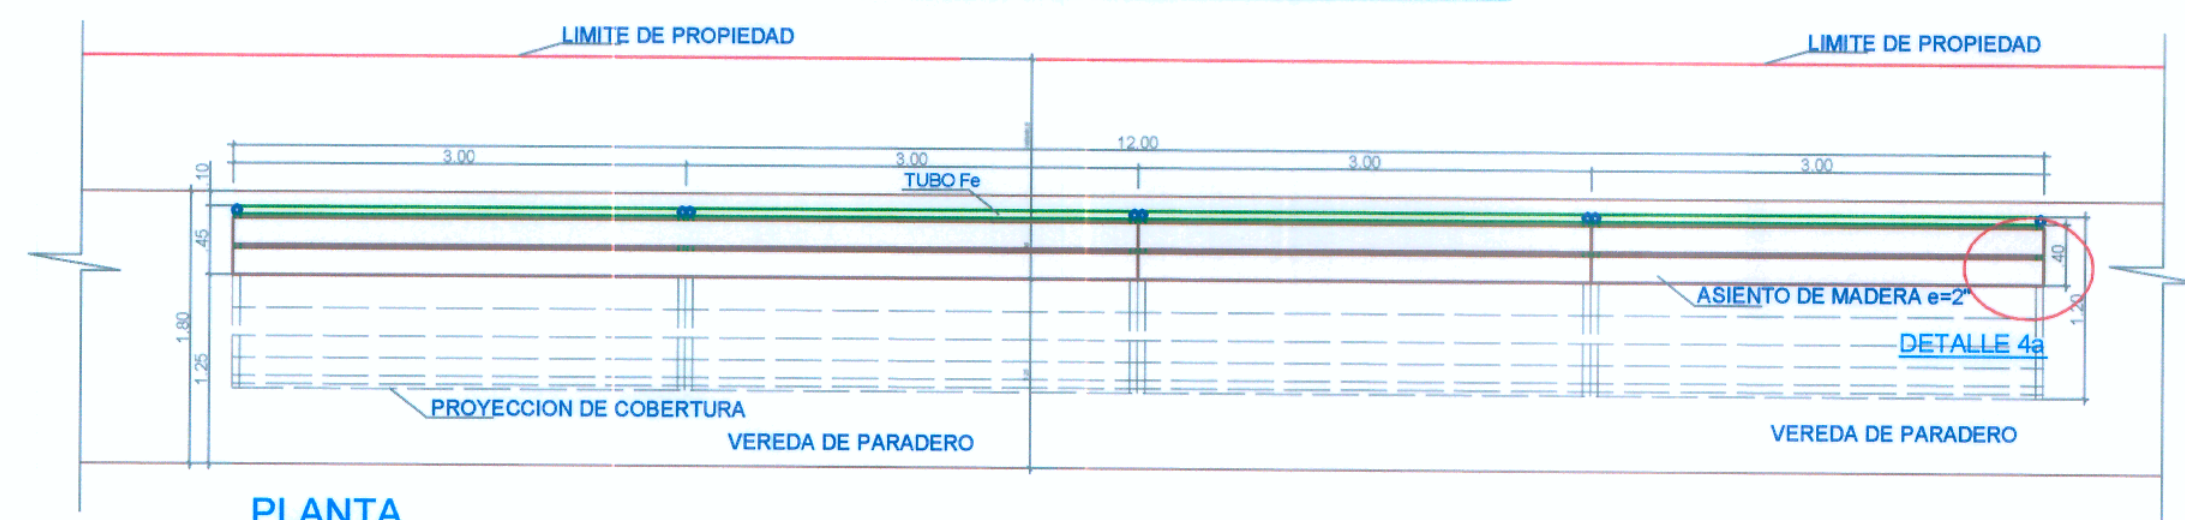 LIMITE DE PROPIEDAD
LIMITE DE PROPIEDAD
12.00
3.00
3.00
3.00
3.00
.10
TUBO Fe
.45
.40
ASIENTO DE MADERA e=2"
1.20
1.80
DETALLE 4a
1.25
PROYECCION DE COBERTURA
VEREDA DE PARADERO
VEREDA DE PARADERO
PLANTA